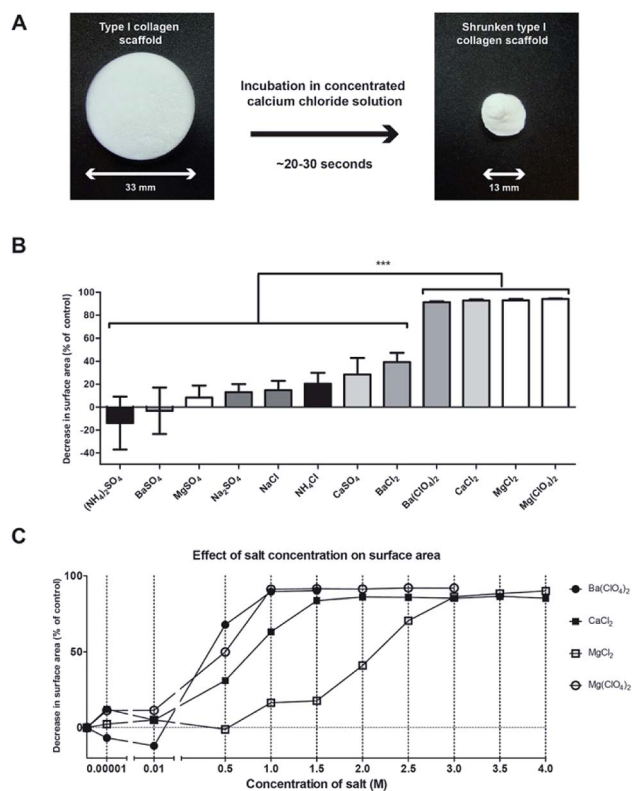 A
Type I collagen
scaffold
33 mm
Incubation in concentrated
calcium chloride solution
~20-30 seconds
Shrunken type I
collagen scaffold
13 mm
B
***
Decrease in surface area (% of control)
100
80
60
40
20
0
-20
-40
(NH₄)₂SO₄
BaSO₄
MgSO₄
Na₂SO₄
NaCl
NH₄Cl
CaSO₄
BaCl₂
Ba(ClO₄)₂
CaCl₂
MgCl₂
Mg(ClO₄)₂
C
Effect of salt concentration on surface area
Decrease in surface area (% of control)
100
50
0
0.00001 0.01 0.5 1.0 1.5 2.0 2.5 3.0 3.5 4.0
Concentration of salt (M)
Ba(ClO₄)₂
CaCl₂
MgCl₂
Mg(ClO₄)₂